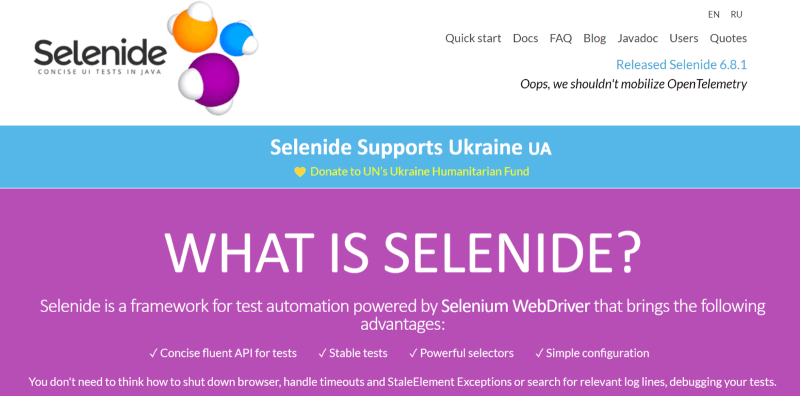 EN RU
Selenide
CONCISE UI TESTS IN JAVA
Quick start Docs FAQ Blog Javadoc Users Quotes
Released Selenide 6.8.1
Oops, we shouldn't mobilize OpenTelemetry
Selenide Supports Ukraine UA
💛 Donate to UN's Ukraine Humanitarian Fund
WHAT IS SELENIDE?
Selenide is a framework for test automation powered by Selenium WebDriver that brings the following
advantages:
✓ Concise fluent API for tests ✓ Stable tests ✓ Powerful selectors ✓ Simple configuration
You don't need to think how to shut down browser, handle timeouts and StaleElement Exceptions or search for relevant log lines, debugging your tests.